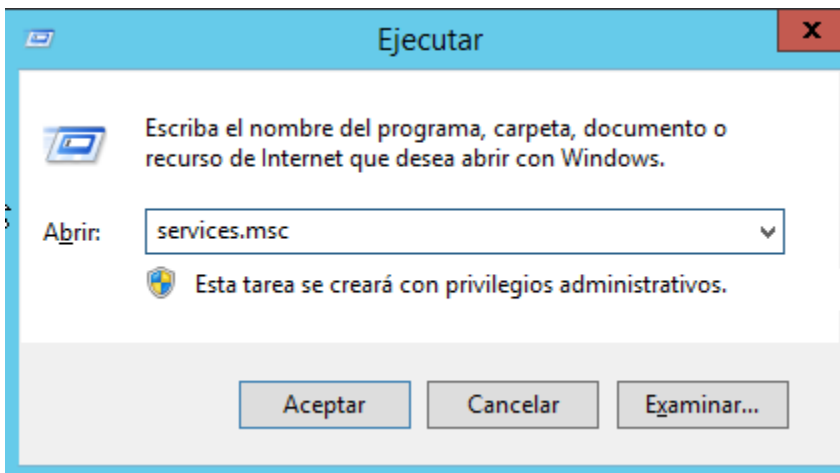 Ejecutar
x
Escriba el nombre del programa, carpeta, documento o
recurso de Internet que desea abrir con Windows.
Abrir:
services.msc
Esta tarea se creará con privilegios administrativos.
Aceptar
Cancelar
Examinar...